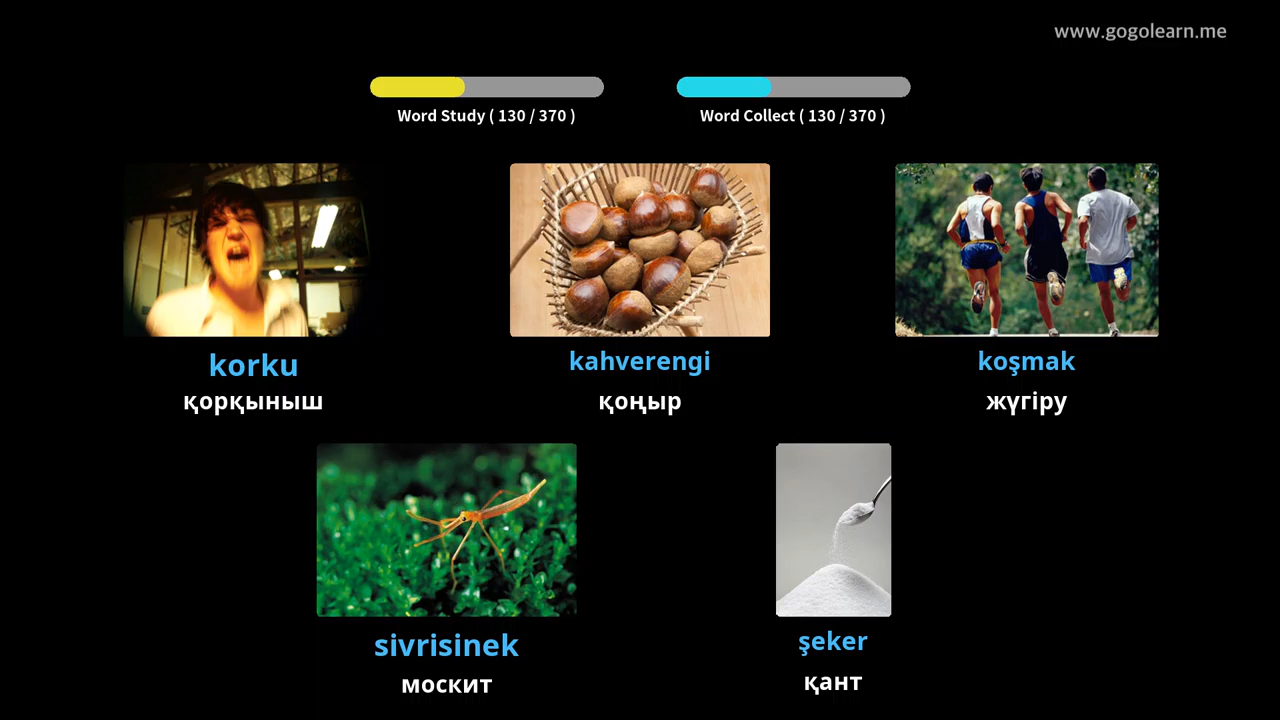 www.gogolearn.me
Word Study ( 130 / 370 )
Word Collect ( 130 / 370 )
korku
kahverengi
koşmak
қорқыныш
қоңыр
жүгіру
sivrisinek
şeker
москит
қант